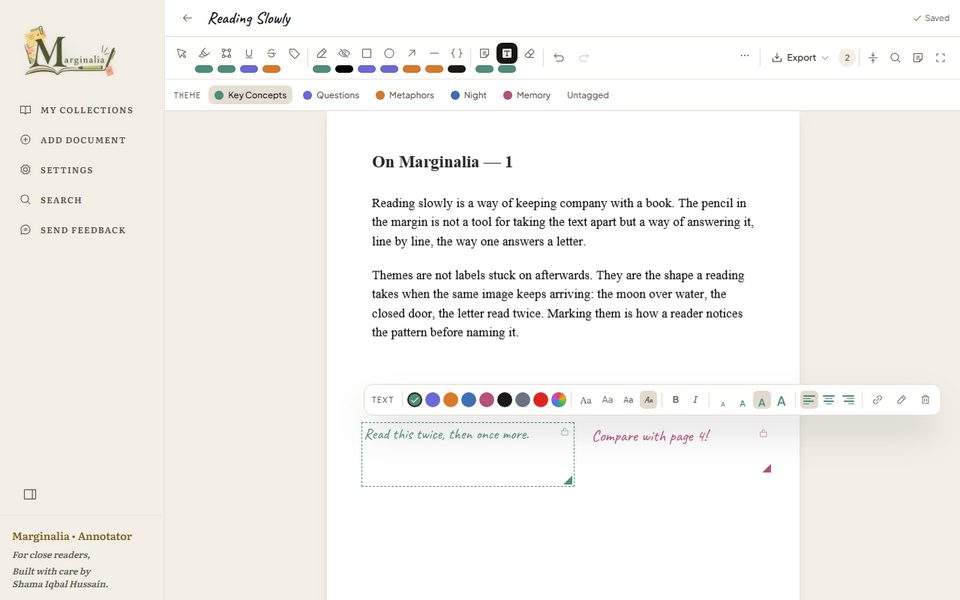 Marginalia
MY COLLECTIONS
ADD DOCUMENT
SETTINGS
SEARCH
SEND FEEDBACK
Marginalia • Annotator
For close readers,
Built with care by
Shama Iqbal Hussain.
Reading Slowly
Saved
U S T { } T
Export 2
THEME Key Concepts Questions Metaphors Night Memory Untagged
On Marginalia — 1
Reading slowly is a way of keeping company with a book. The pencil in
the margin is not a tool for taking the text apart but a way of answering it,
line by line, the way one answers a letter.
Themes are not labels stuck on afterwards. They are the shape a reading
takes when the same image keeps arriving: the moon over water, the
closed door, the letter read twice. Marking them is how a reader notices
the pattern before naming it.
TEXT Aa Aa Aa Aa B I A A A A
Read this twice, then once more.
Compare with page 4!